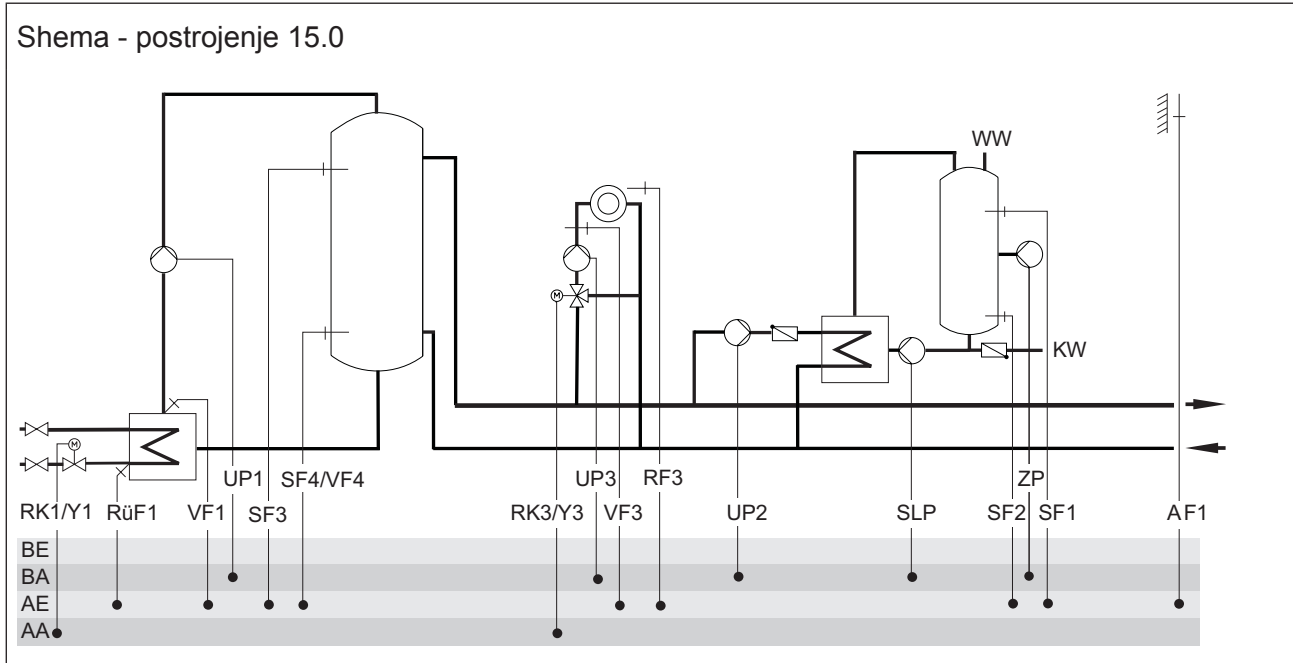 Shema - postrojenje 15.0
WW
M
KW
M
UP1 SF4/VF4 UP3 RF3 ZP
RK1/Y1 RüF1 VF1 SF3 RK3/Y3 VF3 UP2 SLP SF2 SF1 AF1
BE
BA
AE
AA